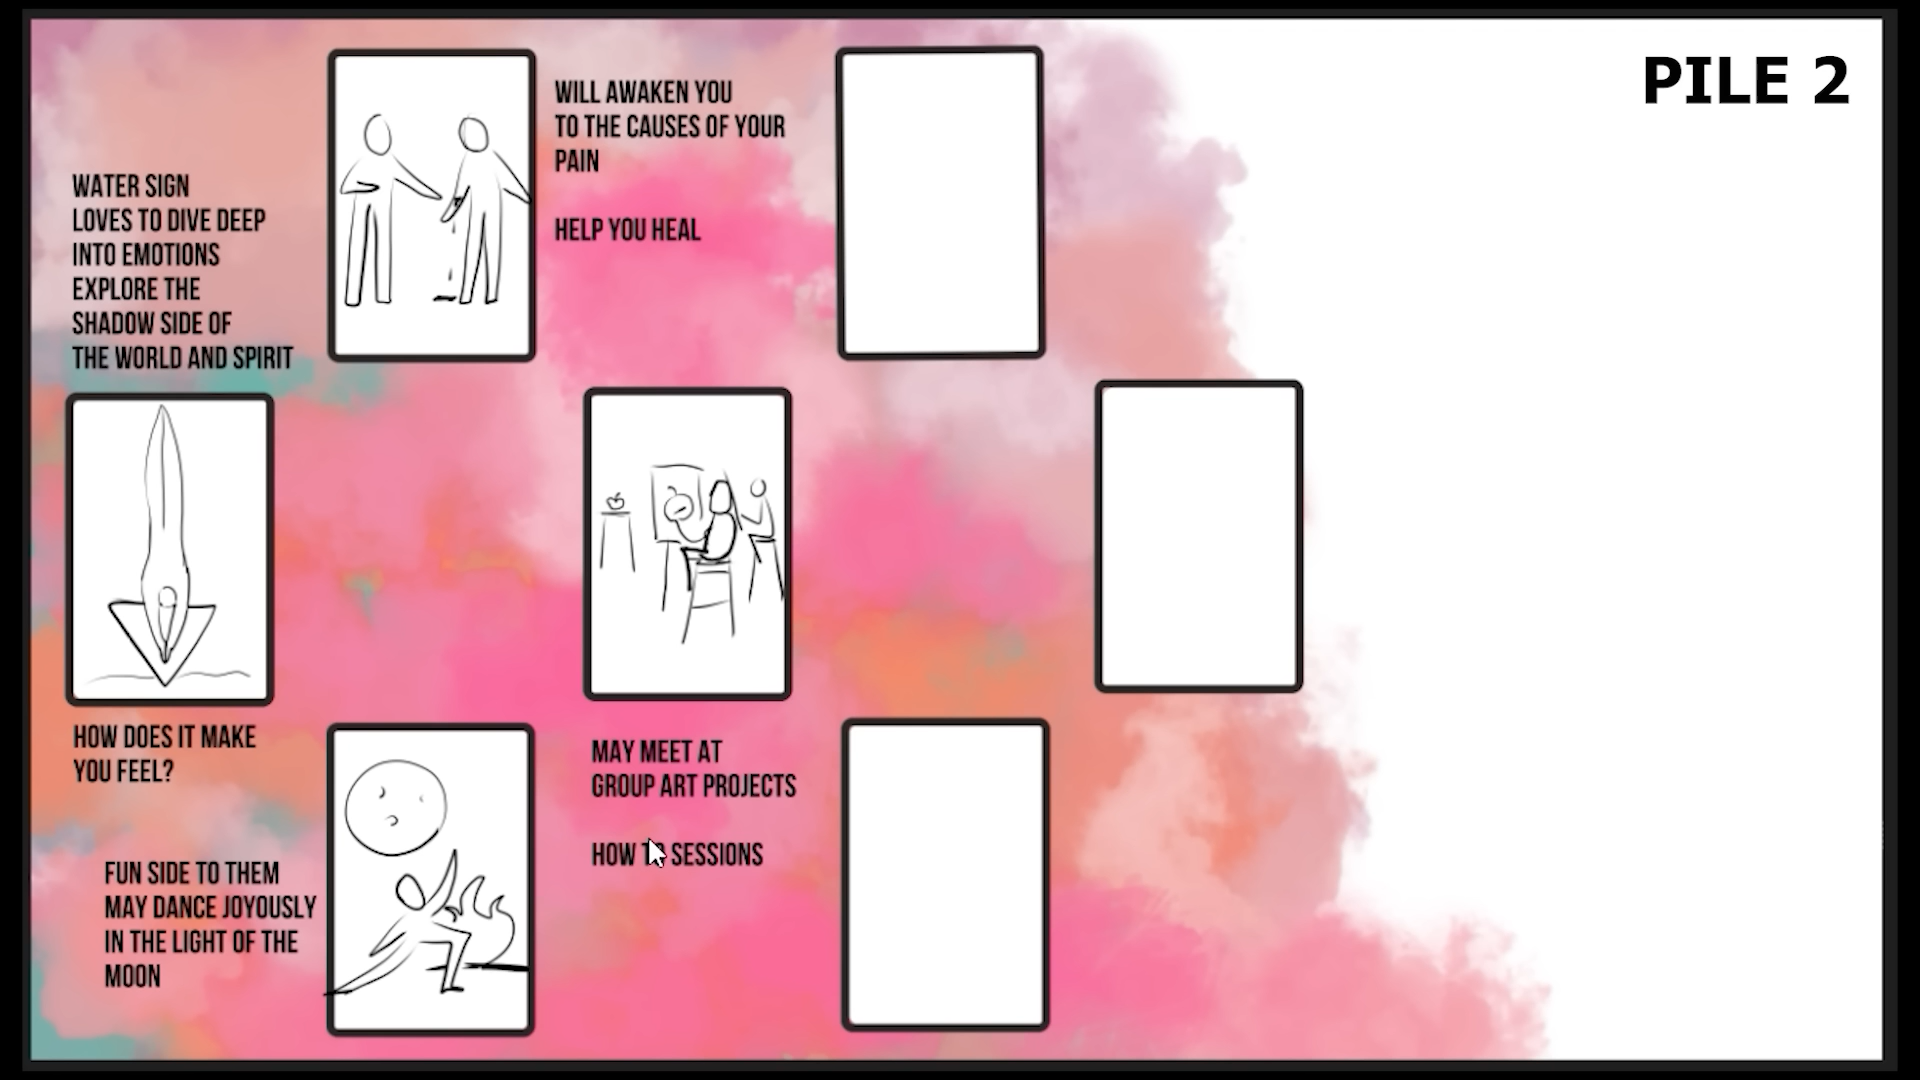 PILE 2
WILL AWAKEN YOU
TO THE CAUSES OF YOUR
PAIN
HELP YOU HEAL
WATER SIGN
LOVES TO DIVE DEEP
INTO EMOTIONS
EXPLORE THE
SHADOW SIDE OF
THE WORLD AND SPIRIT
HOW DOES IT MAKE
YOU FEEL?
MAY MEET AT
GROUP ART PROJECTS
HOW TO SESSIONS
FUN SIDE TO THEM
MAY DANCE JOYOUSLY
IN THE LIGHT OF THE
MOON